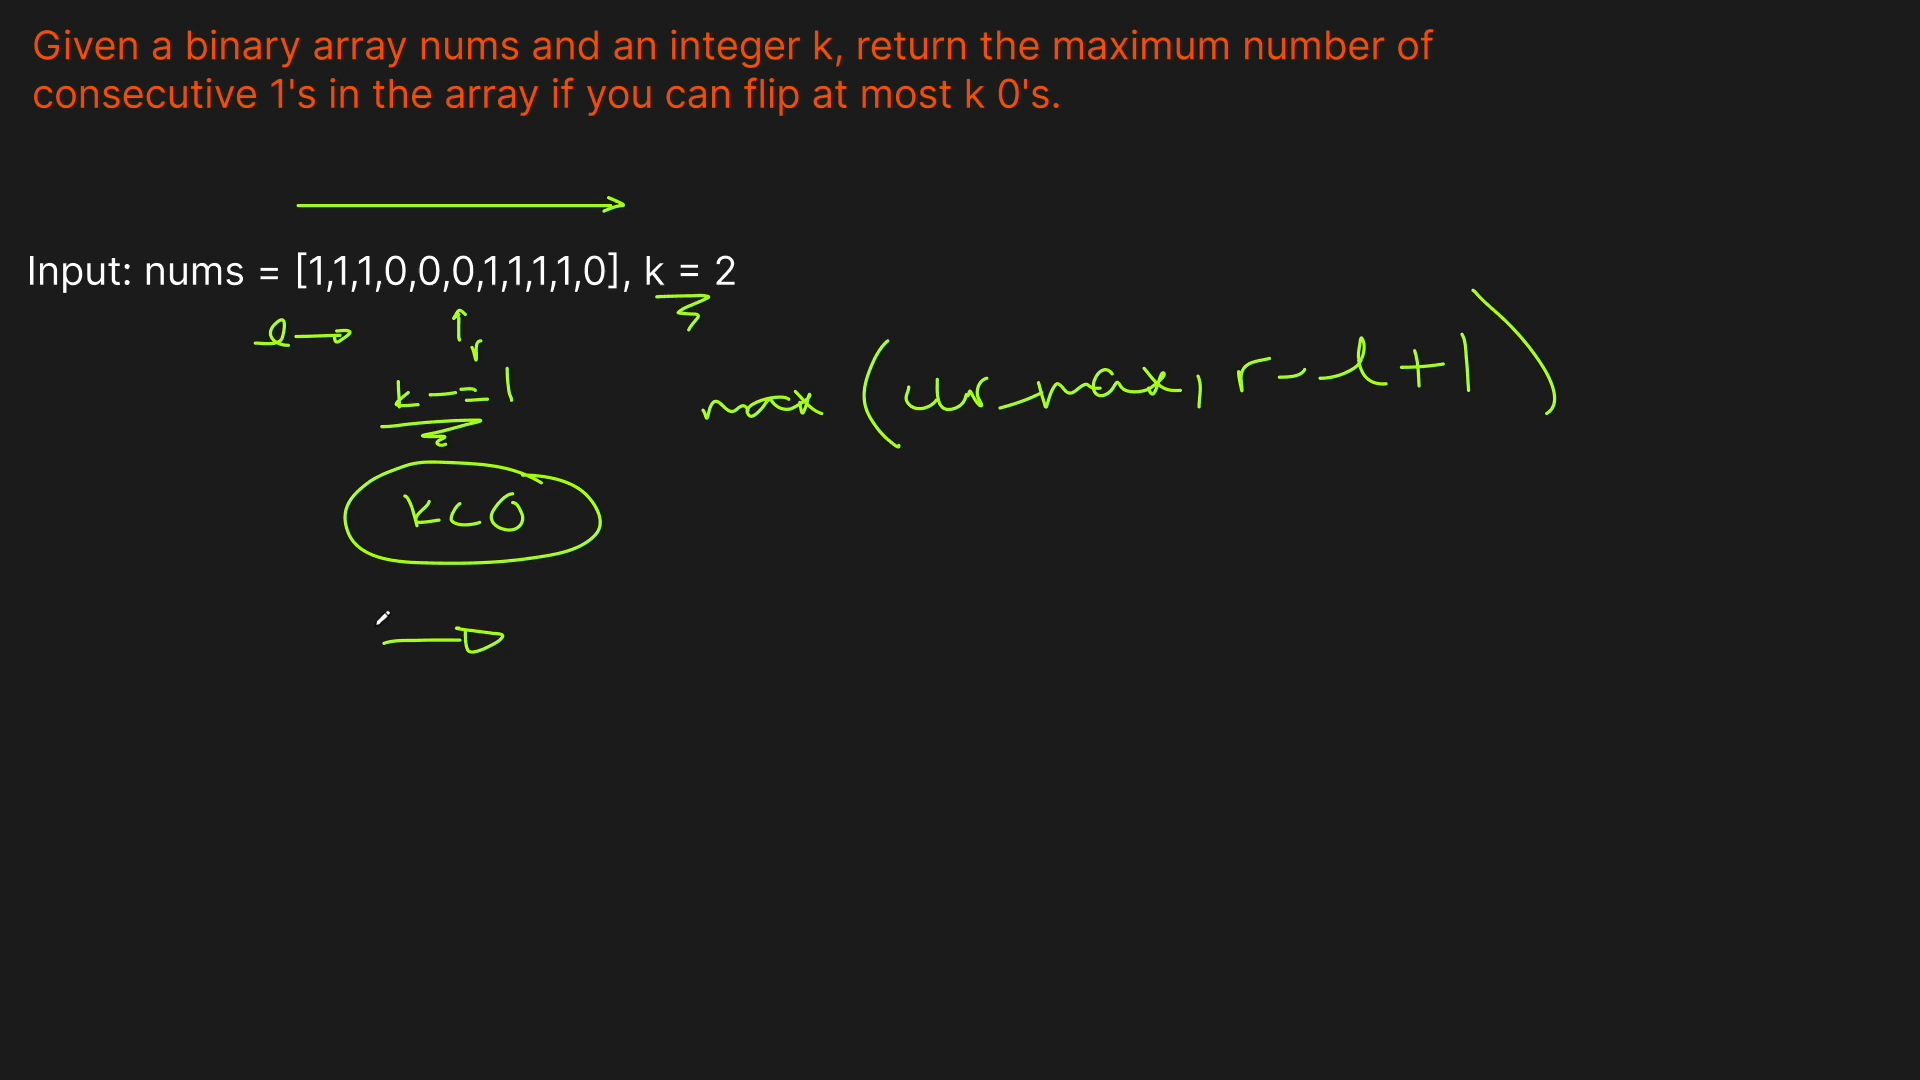 Given a binary array nums and an integer k, return the maximum number of
consecutive 1's in the array if you can flip at most k 0's.
Input: nums = [1,1,1,0,0,0,1,1,1,1,0], k = 2
l
r
k -= 1
max (cur_max, r - l + 1)
k < 0